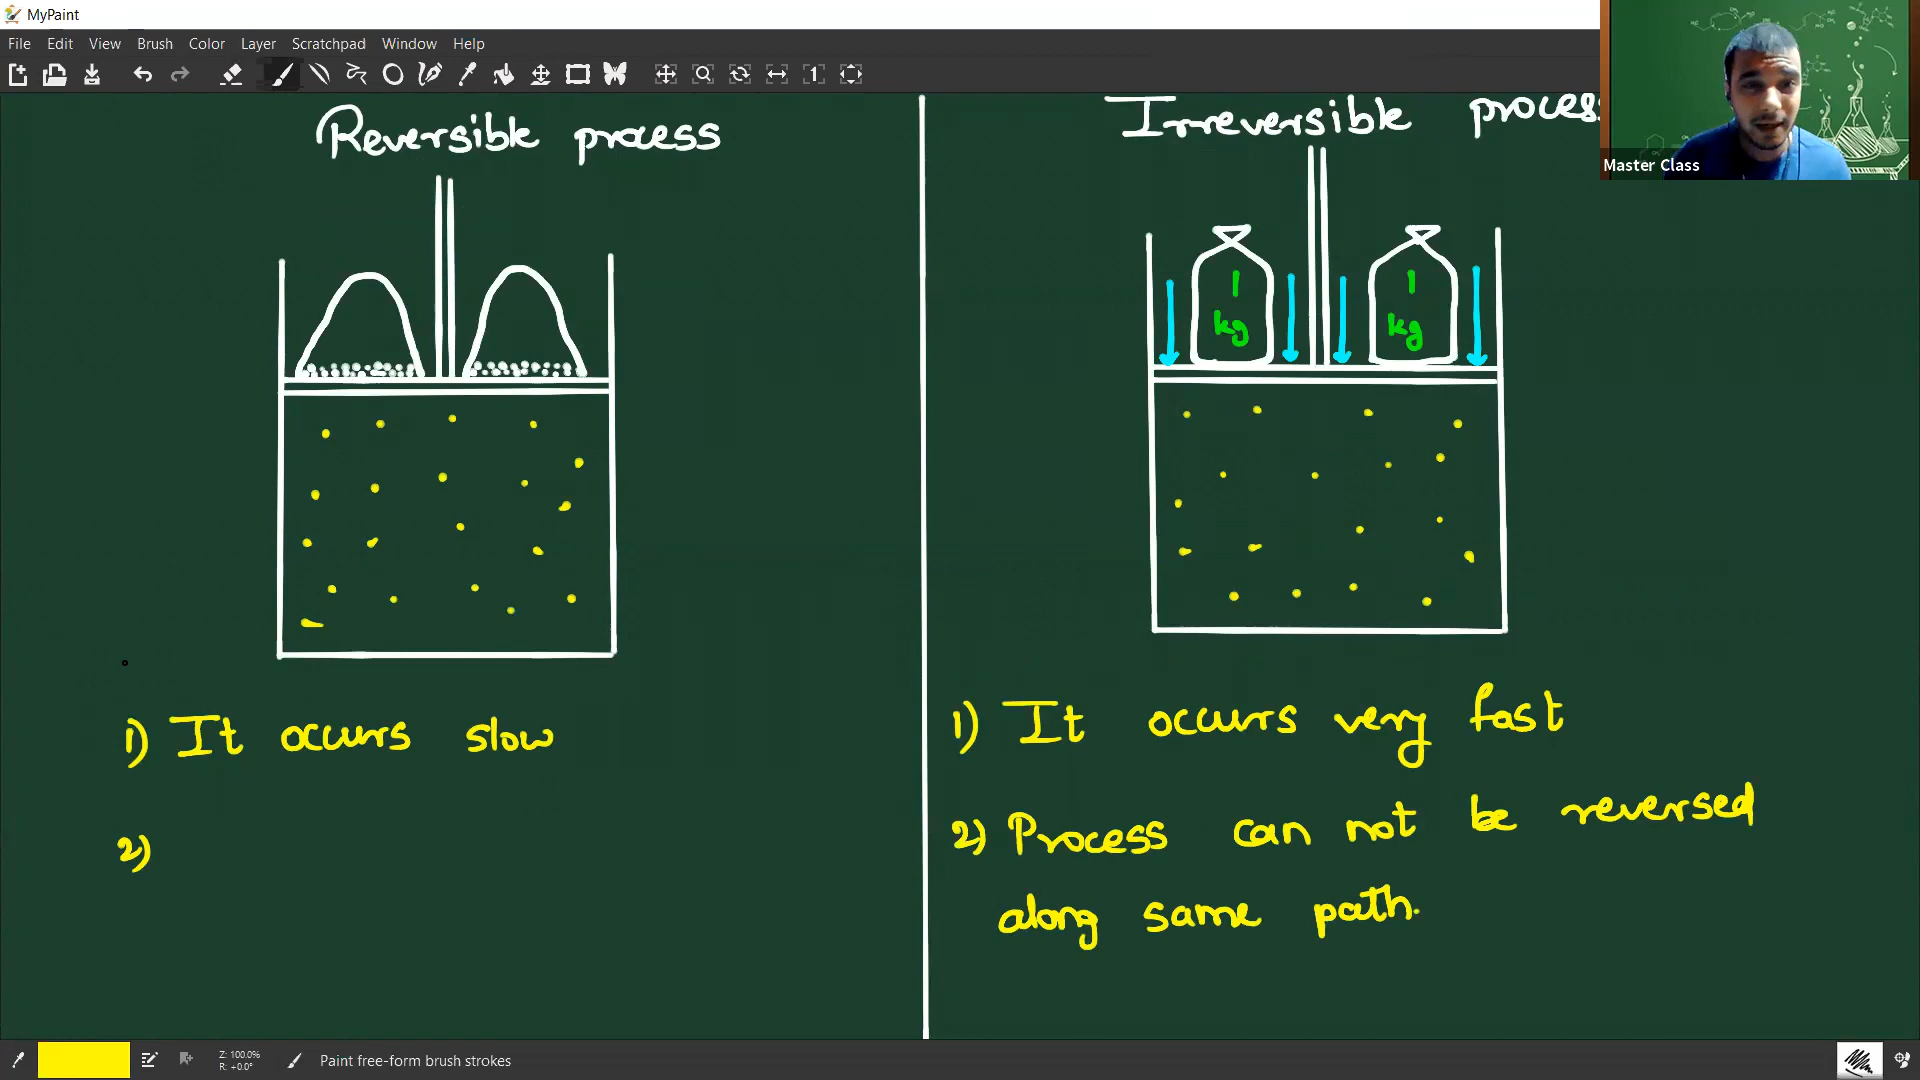 MyPaint
File Edit View Brush Color Layer Scratchpad Window Help
Master Class
Reversible process
1) It occurs slow
2)
Irreversible process
1 kg
1 kg
1) It occurs very fast
2) Process can not be reversed
along same path.
Z: 100.0%
R: +0.0°
Paint free-form brush strokes